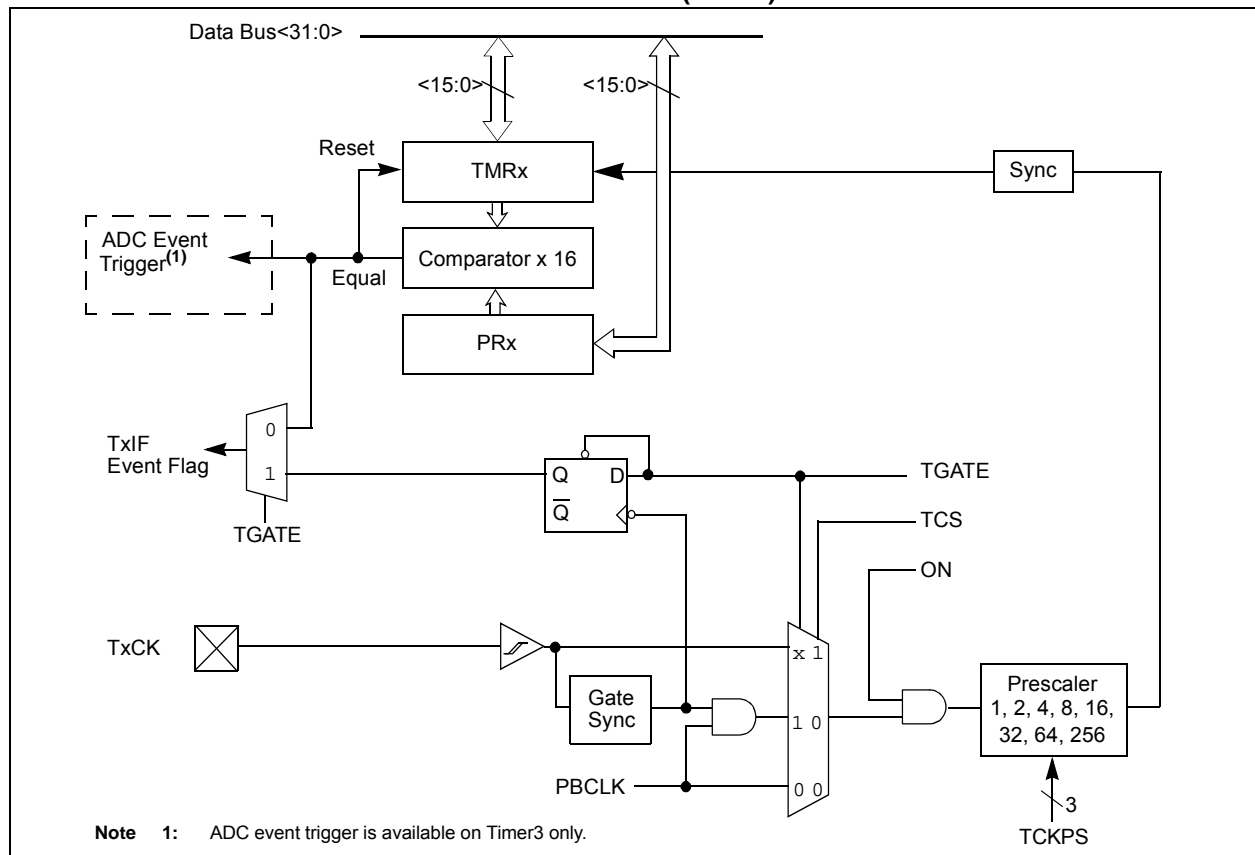 Data Bus<31:0>
<15:0>
<15:0>
Reset
TMRx
Sync
ADC Event
Trigger(1)
Equal
Comparator x 16
PRx
TxIF
Event Flag
0
1
TGATE
Q
D
Q
TGATE
TCS
ON
TxCK
x 1
Gate
Sync
1 0
Prescaler
1, 2, 4, 8, 16,
32, 64, 256
PBCLK
0 0
3
TCKPS
Note 1: ADC event trigger is available on Timer3 only.